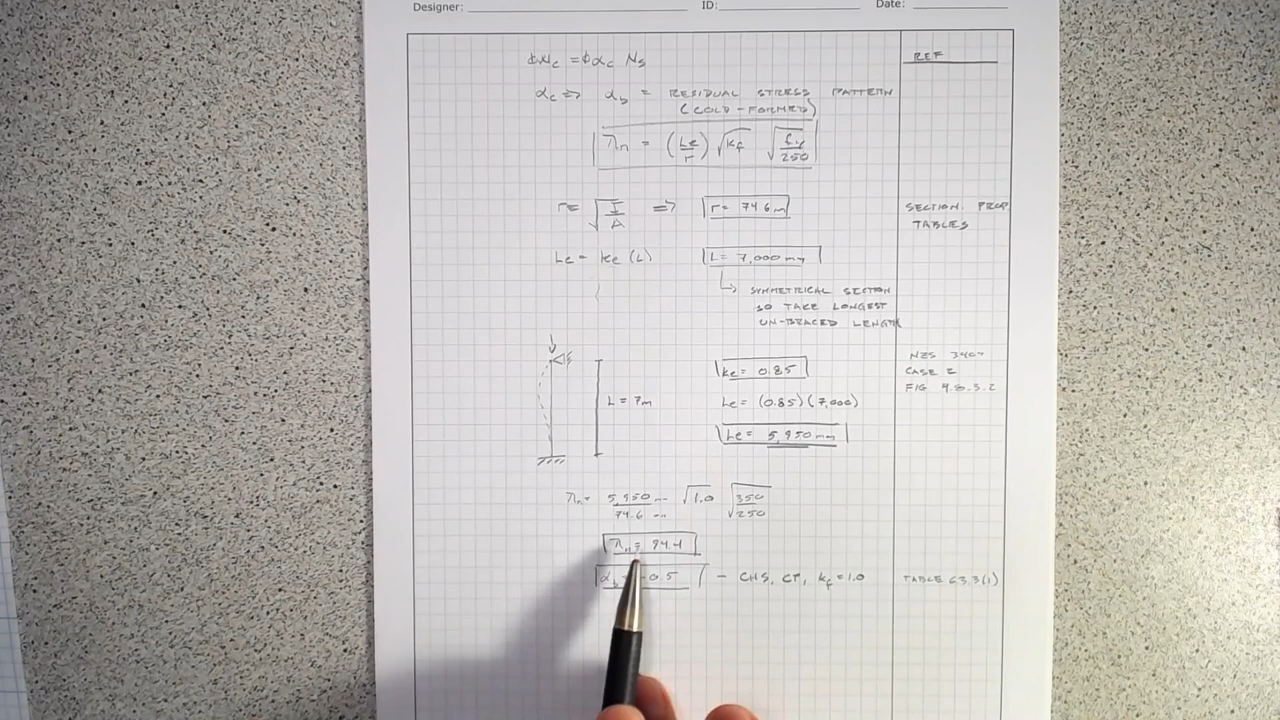 Designer: ID: Date:
REF
ϕNc = ϕαc Ns
αc => αb = RESIDUAL STRESS PATTERN
(COLD-FORMED)
λn = (Le/r) √kf √(fy/250)
r = √(I/A) => r = 74.6 m
SECTION PROP
TABLES
Le = ke (L) L = 7,000 mm
SYMMETRICAL SECTION
SO TAKE LONGEST
UN-BRACED LENGTH
NZS 3404
CASE 2
FIG 4.8.3.2
ke = 0.85
L = 7m
Le = (0.85)(7,000)
Le = 5,950 mm
λn = 5,950 mm/74.6 mm √1.0 √(350/250)
λn = 94.4
αb = -0.5 - CHS, CF, kf = 1.0
TABLE 6.3.3(1)